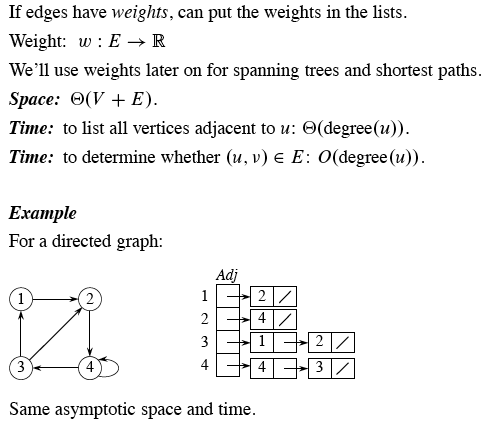 If edges have weights, can put the weights in the lists.
Weight: w : E → ℝ
We'll use weights later on for spanning trees and shortest paths.
Space: Θ(V + E).
Time: to list all vertices adjacent to u: Θ(degree(u)).
Time: to determine whether (u, v) ∈ E: O(degree(u)).
Example
For a directed graph:
Adj
1 2 1 2 /
2 4 /
3 4 3 1 2 /
4 4 3 /
Same asymptotic space and time.